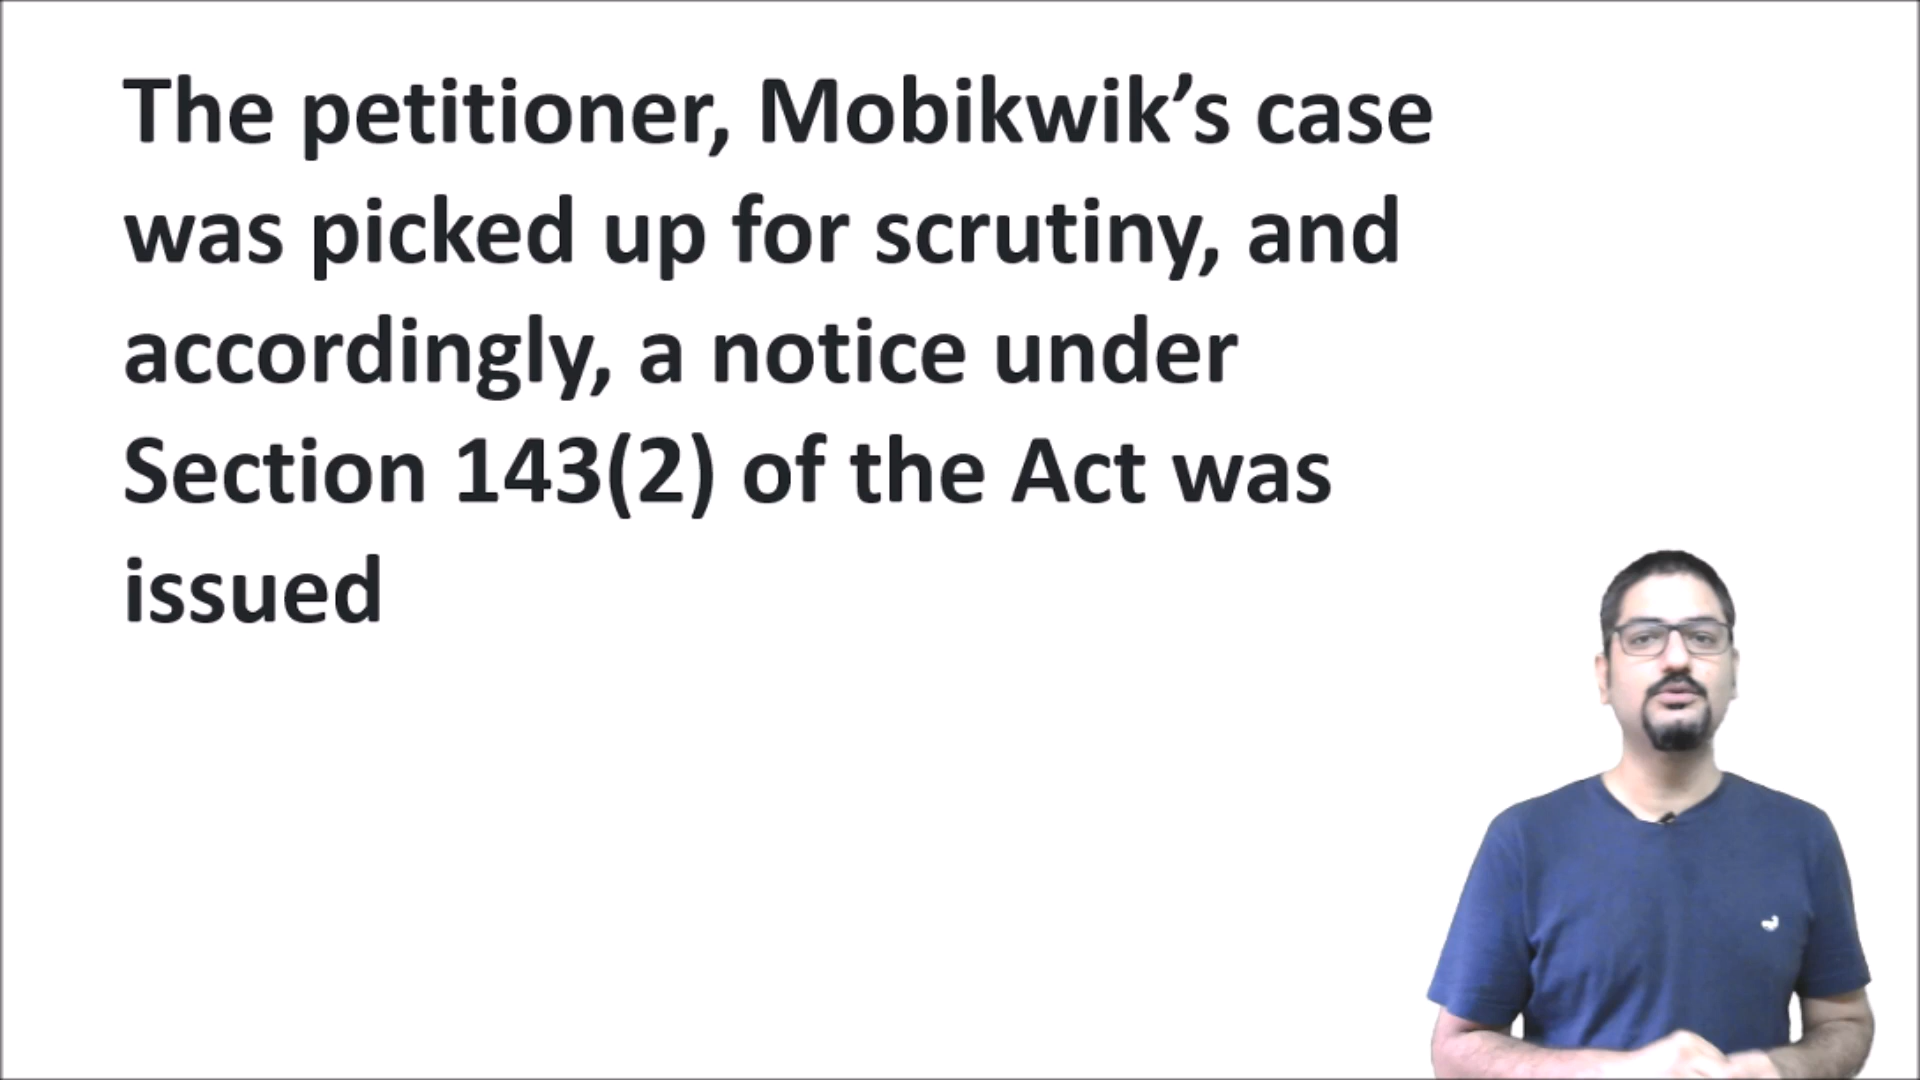 The petitioner, Mobikwik’s case
was picked up for scrutiny, and
accordingly, a notice under
Section 143(2) of the Act was
issued